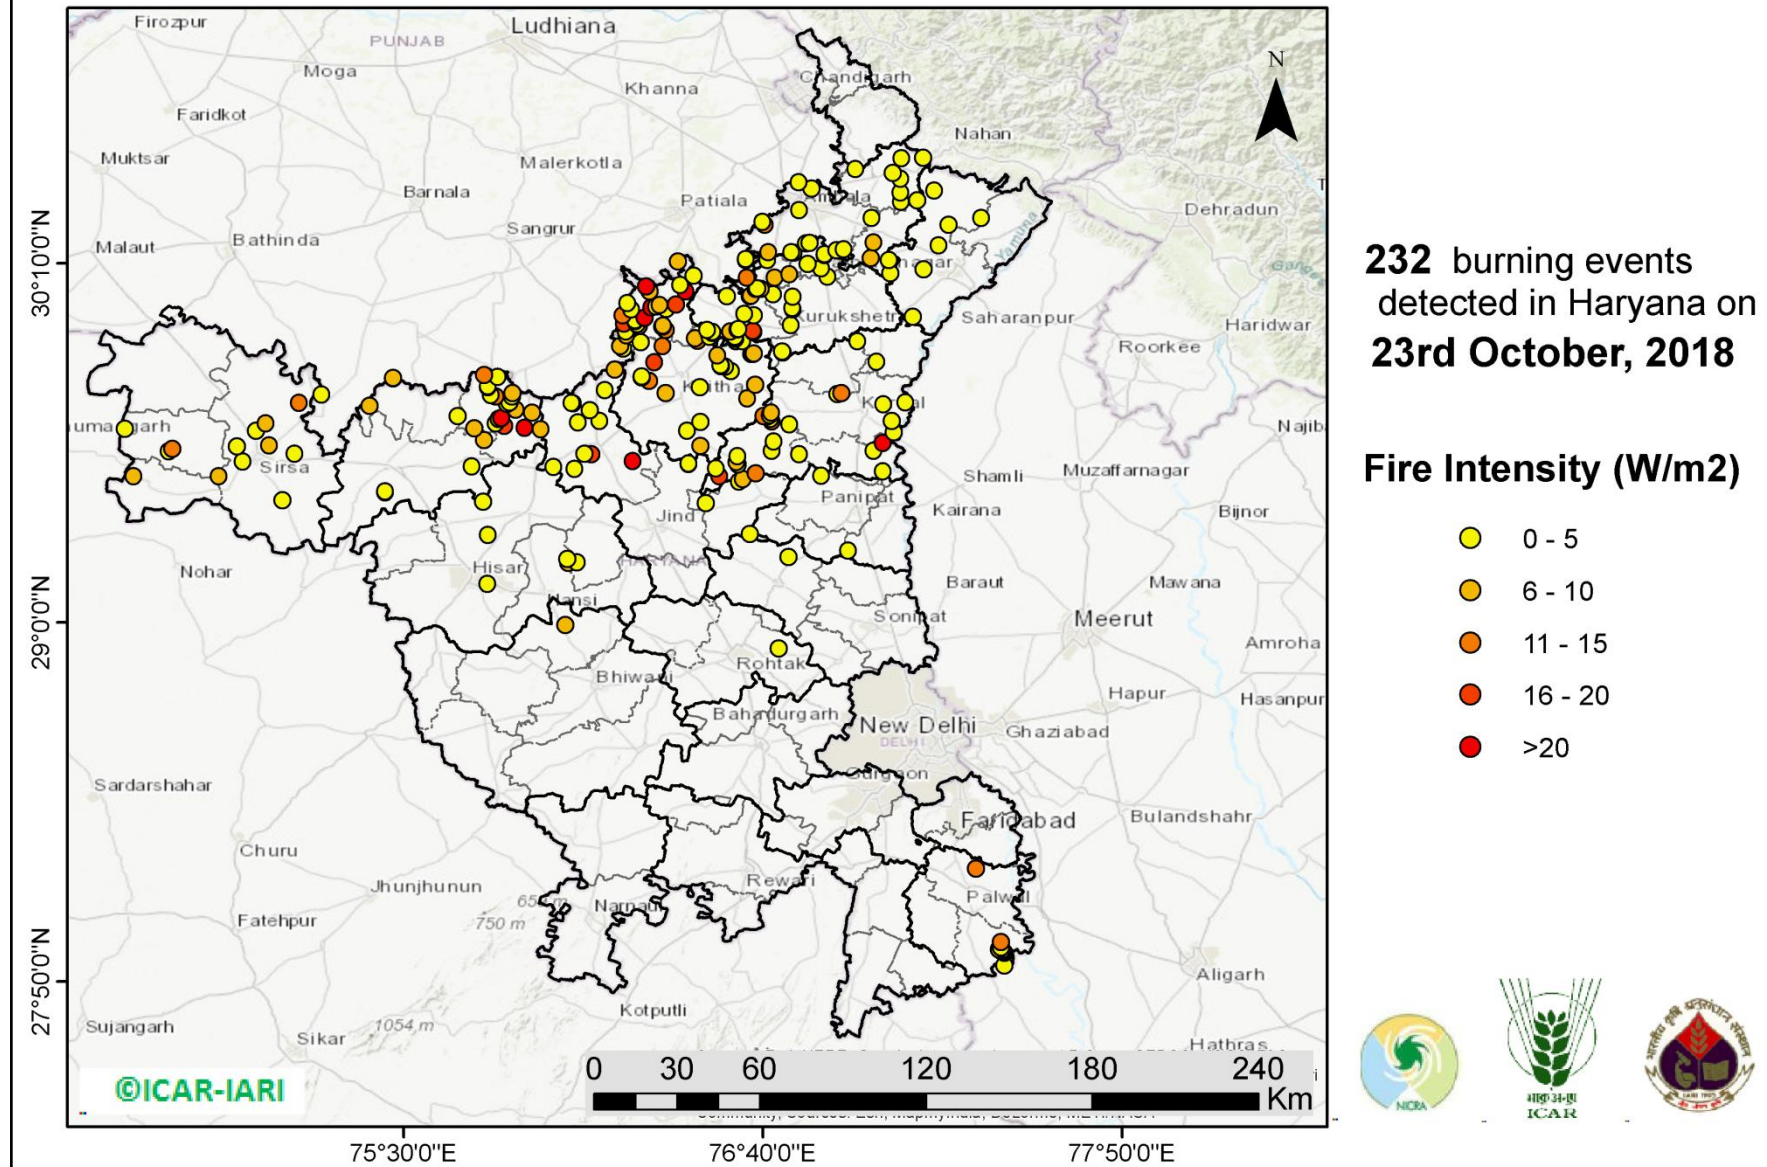 Firozpur
Ludhiana
PUNJAB
Moga
Khanna
Chandigarh
N
Faridkot
Nahan
Muktsar
Malerkotla
Barnala
Patiala
Dehradun
Sangrur
Malaut
Bathinda
Yamuna
30°10'0"N
Saharanpur
Haridwar
Roorkee
Sirsa
Shamli
Muzaffarnagar
Panipat
Kairana
Bijnor
Jind
Nohar
Hisar
HARYANA
Baraut
Mawana
Hansi
29°0'0"N
Sonipat
Meerut
Amroha
Rohtak
Bhiwani
Hapur
Hasanpur
Bahadurgarh
New Delhi
DELHI
Ghaziabad
Gurgaon
Sardarshahar
Faridabad
Bulandshahr
Churu
Jhunjhunun
Rewari
Narnaul
Palwal
Fatehpur
750 m
27°50'0"N
Aligarh
Kotputli
Sujangarh
1054 m
Sikar
Hathras
©ICAR-IARI
0 30 60 120 180 240
Km
75°30'0"E 76°40'0"E 77°50'0"E
232 burning events
detected in Haryana on
23rd October, 2018
Fire Intensity (W/m2)
0 - 5
6 - 10
11 - 15
16 - 20
>20
NICRA
भाकृअनुप
ICAR